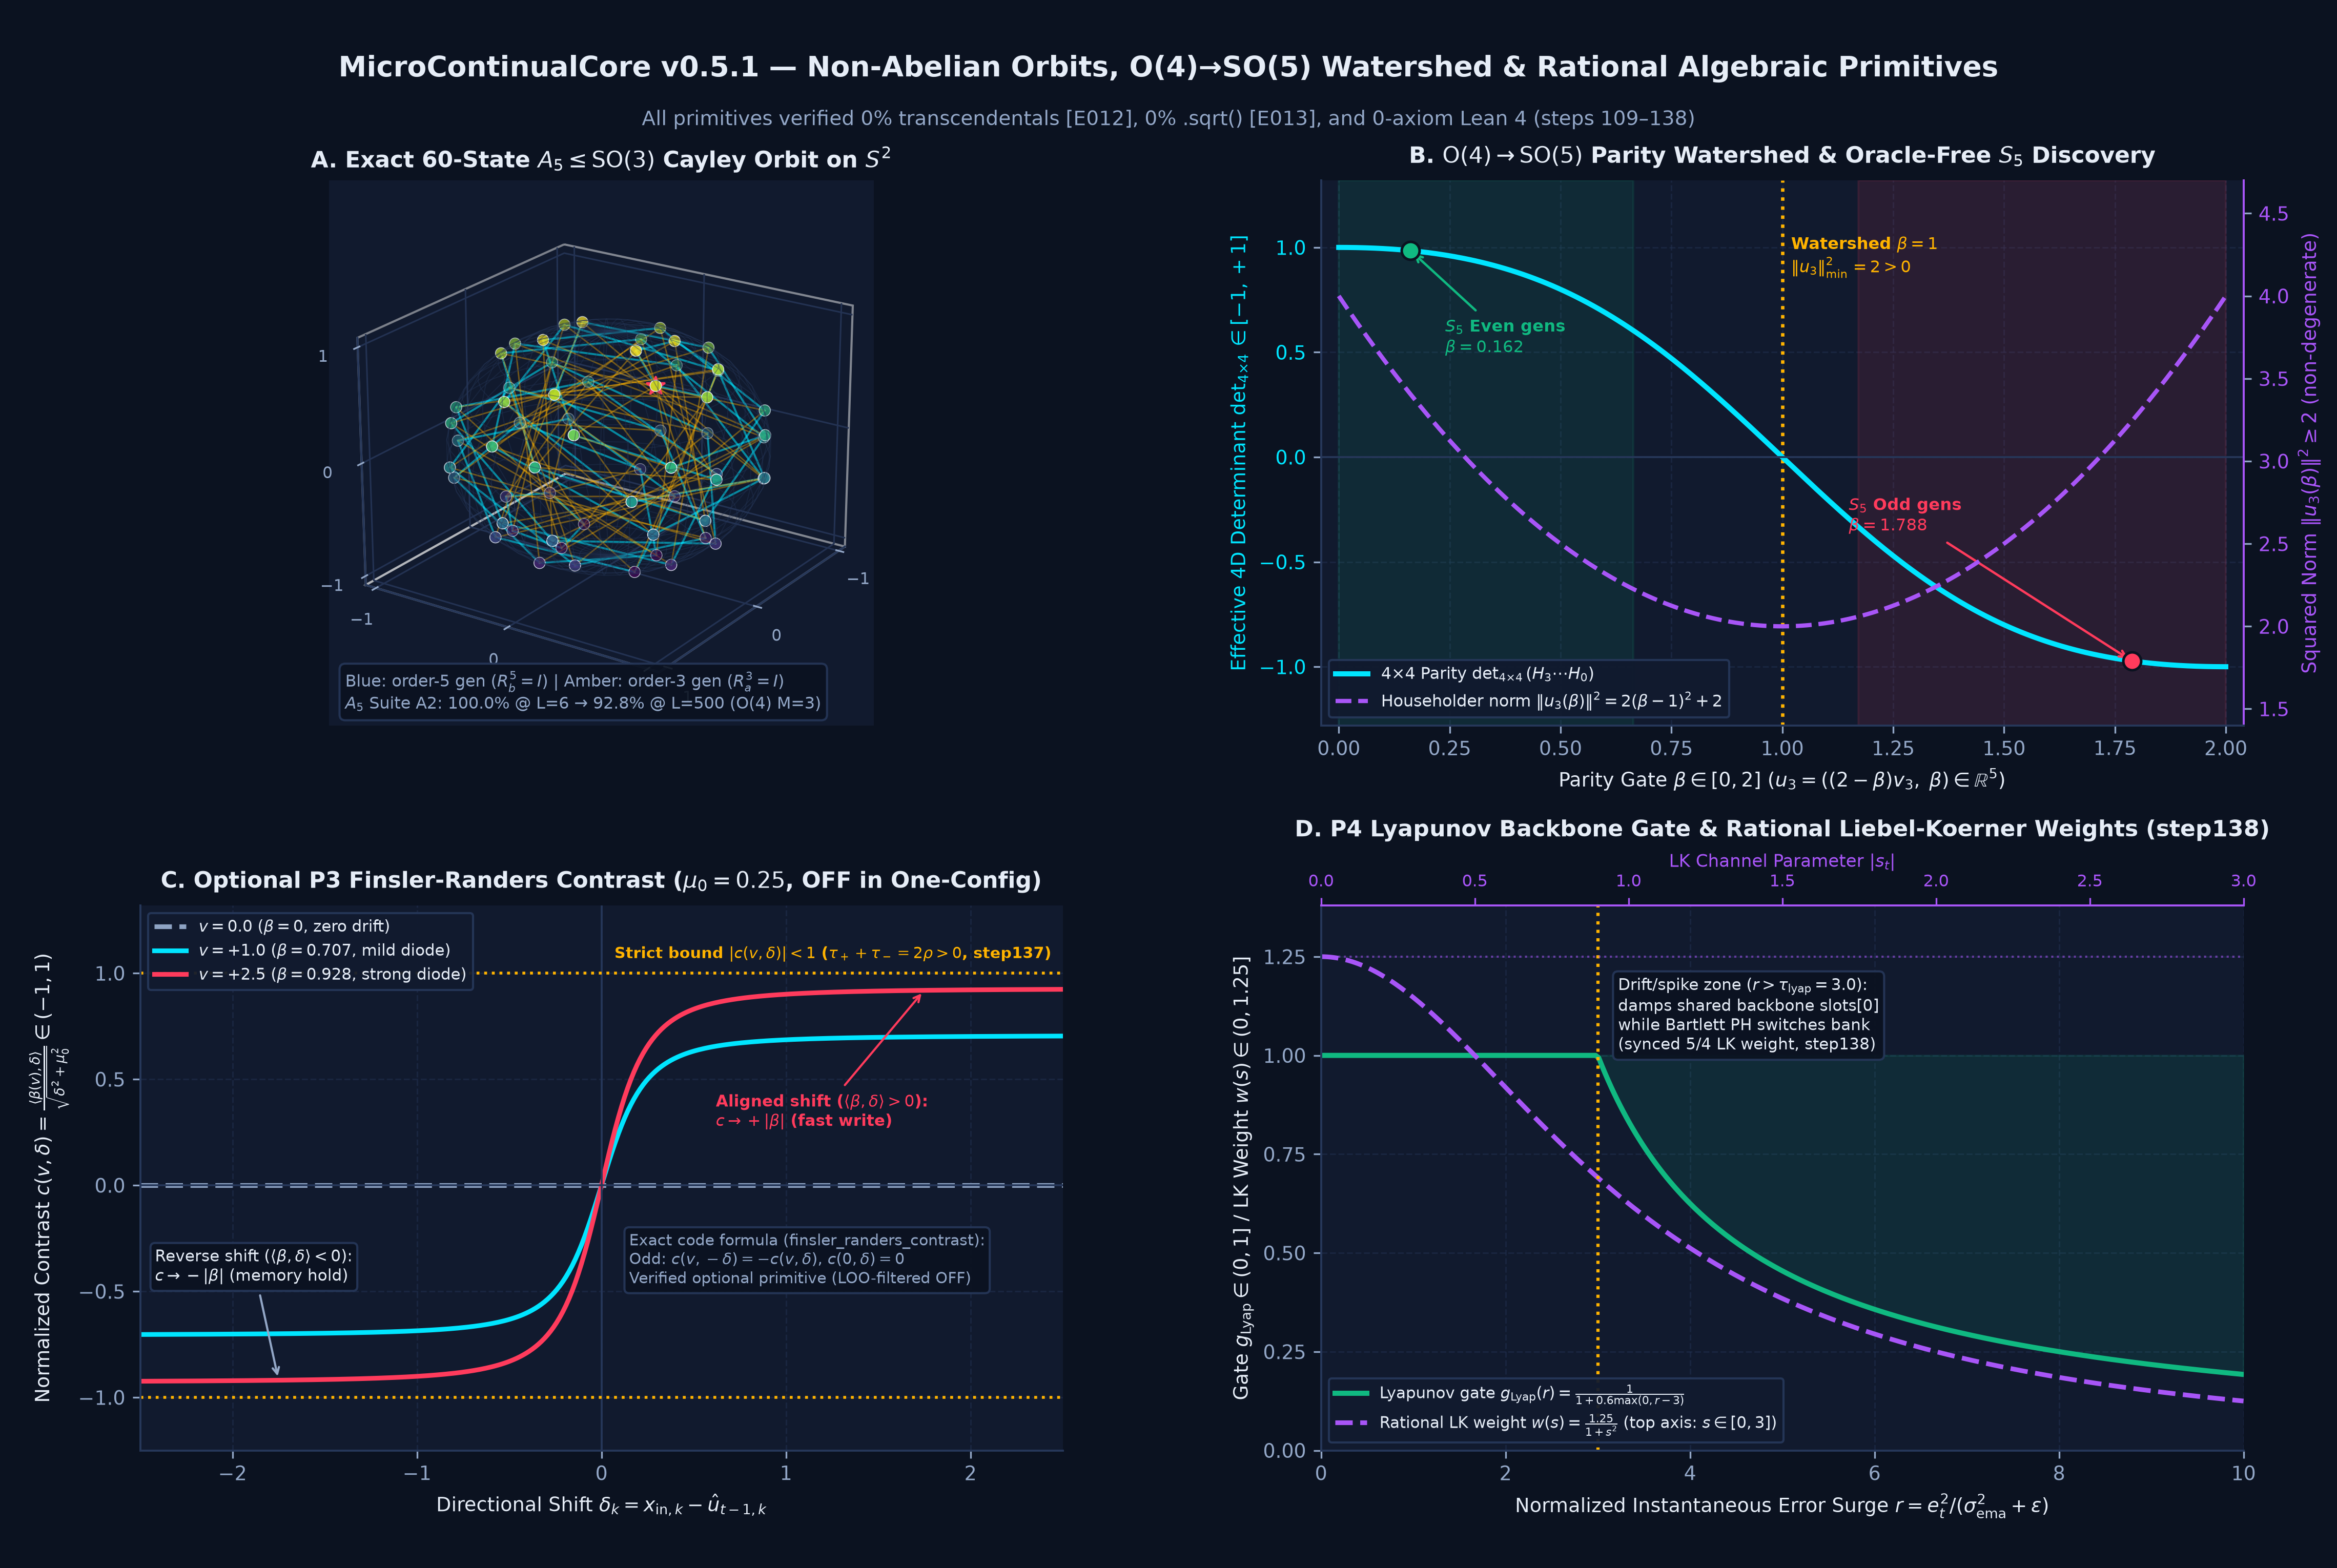 MicroContinualCore v0.5.1 — Non-Abelian Orbits, O(4)→SO(5) Watershed & Rational Algebraic Primitives
All primitives verified 0% transcendentals [E012], 0% .sqrt() [E013], and 0-axiom Lean 4 (steps 109–138)
A. Exact 60-State A₅ ≤ SO(3) Cayley Orbit on S²
1
0
−1
−1
0
0
−1
Blue: order-5 gen (R_b⁵ = I) | Amber: order-3 gen (R_a³ = I)
A₅ Suite A2: 100.0% @ L=6 → 92.8% @ L=500 (O(4) M=3)
B. O(4) → SO(5) Parity Watershed & Oracle-Free S₅ Discovery
Effective 4D Determinant det₄ₓ₄ ∈ [−1, +1]
1.0
0.5
0.0
−0.5
−1.0
Watershed β = 1
‖u₃‖²_min = 2 > 0
S₅ Even gens
β = 0.162
S₅ Odd gens
β = 1.788
4×4 Parity det₄ₓ₄ (H₃⋯H₀)
Householder norm ‖u₃(β)‖² = 2(β − 1)² + 2
4.5
4.0
3.5
3.0
2.5
2.0
1.5
Squared Norm ‖u₃(β)‖² ≥ 2 (non-degenerate)
0.00 0.25 0.50 0.75 1.00 1.25 1.50 1.75 2.00
Parity Gate β ∈ [0, 2] (u₃ = ((2 − β)v₃, β) ∈ ℝ⁵)
C. Optional P3 Finsler-Randers Contrast (μ₀ = 0.25, OFF in One-Config)
Normalized Contrast c(v, δ) = ⟨β(v), δ⟩ / √(δ² + μ₀²) ∈ (−1, 1)
1.0
0.5
0.0
−0.5
−1.0
v = 0.0 (β = 0, zero drift)
v = +1.0 (β = 0.707, mild diode)
v = +2.5 (β = 0.928, strong diode)
Strict bound |c(v, δ)| < 1 (τ₊ + τ₋ = 2ρ > 0, step137)
Aligned shift (⟨β, δ⟩ > 0):
c → + |β| (fast write)
Reverse shift (⟨β, δ⟩ < 0):
c → − |β| (memory hold)
Exact code formula (finsler_randers_contrast):
Odd: c(v, −δ) = −c(v, δ), c(0, δ) = 0
Verified optional primitive (LOO-filtered OFF)
−2 −1 0 1 2
Directional Shift δ_k = x_in,k − û_t−1,k
D. P4 Lyapunov Backbone Gate & Rational Liebel-Koerner Weights (step138)
LK Channel Parameter |s_t|
0.0 0.5 1.0 1.5 2.0 2.5 3.0
Gate g_Lyap ∈ (0, 1] / LK Weight w(s) ∈ (0, 1.25]
1.25
1.00
0.75
0.50
0.25
0.00
Drift/spike zone (r > τ_lyap = 3.0):
damps shared backbone slots[0]
while Bartlett PH switches bank
(synced 5/4 LK weight, step138)
Lyapunov gate g_Lyap(r) = 1 / (1 + 0.6max(0, r − 3))
Rational LK weight w(s) = 1.25 / (1 + s²) (top axis: s ∈ [0, 3])
0 2 4 6 8 10
Normalized Instantaneous Error Surge r = e_t²/(σ²_ema + ε)